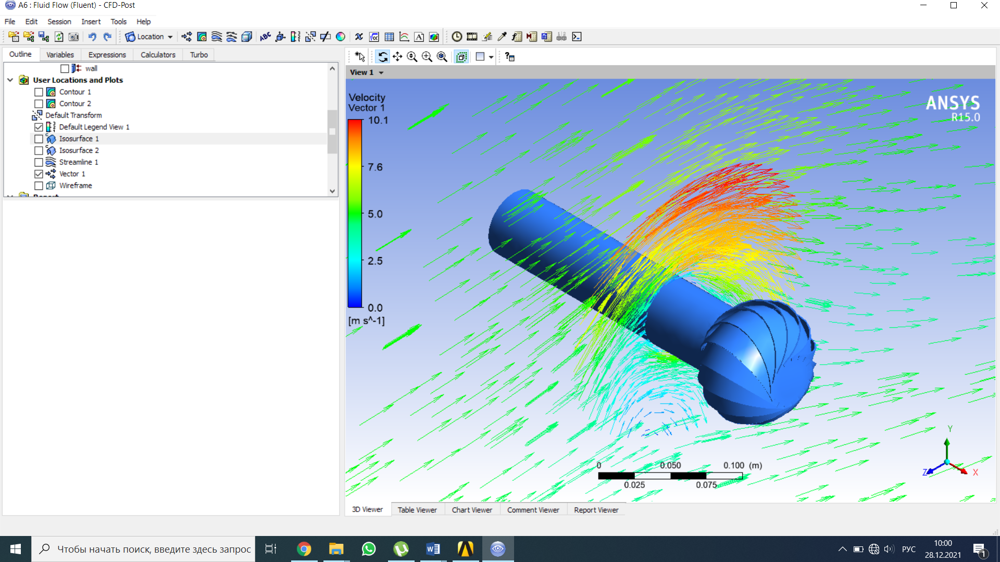 A6 : Fluid Flow (Fluent) - CFD-Post
File Edit Session Insert Tools Help
Location
Outline Variables Expressions Calculators Turbo
wall
User Locations and Plots
Contour 1
Contour 2
Default Transform
Default Legend View 1
Isosurface 1
Isosurface 2
Streamline 1
Vector 1
Wireframe
Report
View 1
Velocity
Vector 1
10.1
7.6
5.0
2.5
0.0
[m s^-1]
ANSYS
R15.0
0 0.050 0.100 (m)
0.025 0.075
Y
Z X
3D Viewer Table Viewer Chart Viewer Comment Viewer Report Viewer
Чтобы начать поиск, введите здесь запрос
РУС
10:00
28.12.2021
1